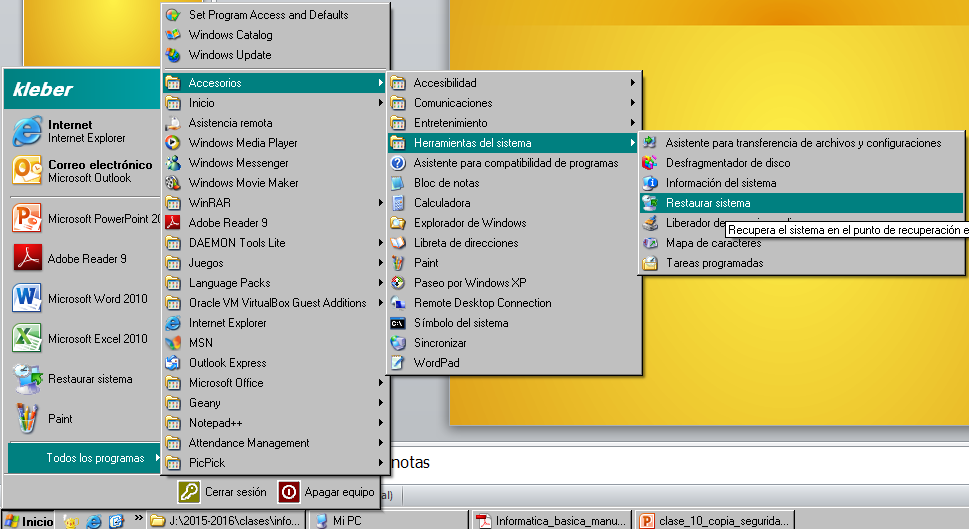 kleber
Internet
Internet Explorer
Correo electrónico
Microsoft Outlook
Microsoft PowerPoint 20
Adobe Reader 9
Microsoft Word 2010
Microsoft Excel 2010
Restaurar sistema
Paint
Todos los programas
Set Program Access and Defaults
Windows Catalog
Windows Update
Accesorios
Inicio
Asistencia remota
Windows Media Player
Windows Messenger
Windows Movie Maker
WinRAR
Adobe Reader 9
DAEMON Tools Lite
Juegos
Language Packs
Oracle VM VirtualBox Guest Additions
Internet Explorer
MSN
Outlook Express
Microsoft Office
Geany
Notepad++
Attendance Management
PicPick
Accesibilidad
Comunicaciones
Entretenimiento
Herramientas del sistema
Asistente para compatibilidad de programas
Bloc de notas
Calculadora
Explorador de Windows
Libreta de direcciones
Paint
Paseo por Windows XP
Remote Desktop Connection
Símbolo del sistema
Sincronizar
WordPad
Asistente para transferencia de archivos y configuraciones
Desfragmentador de disco
Información del sistema
Restaurar sistema
Liberador de
Recupera el sistema en el punto de recuperación e
Mapa de caracteres
Tareas programadas
notas
al)
Cerrar sesión
Apagar equipo
Inicio
»
J:\2015-2016\clases\info...
Mi PC
Informatica_basica_manu...
clase_10_copia_segurida...